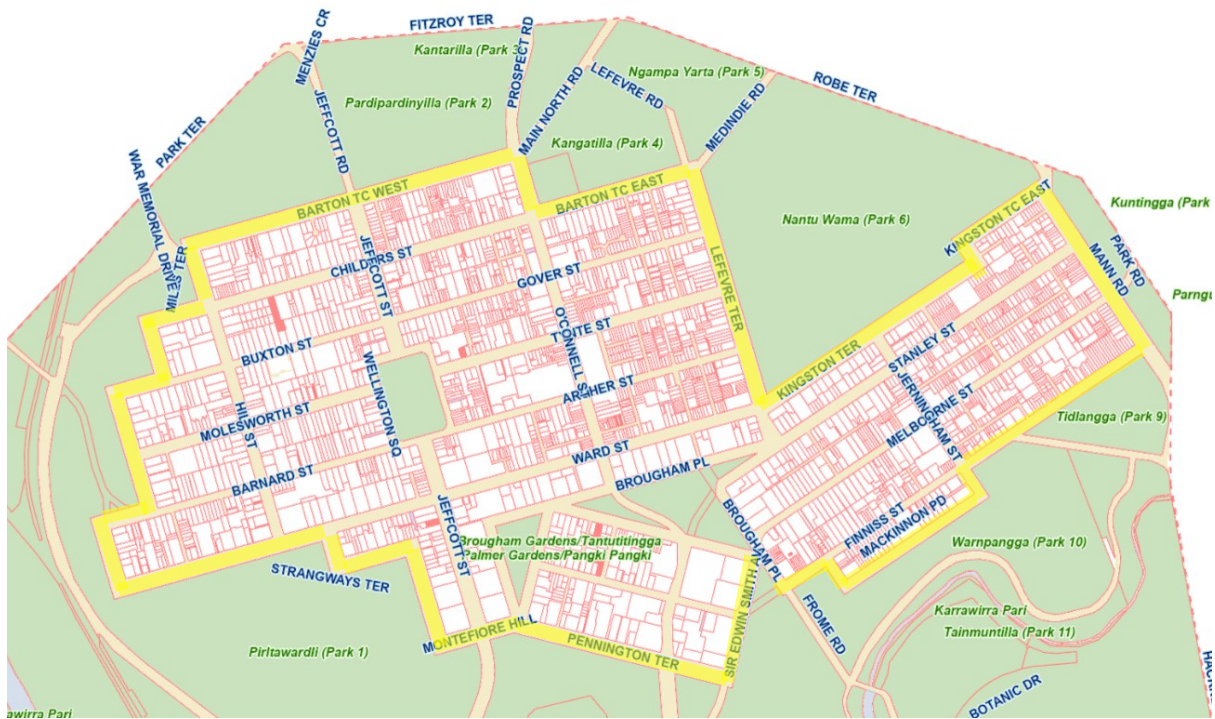 FITZROY TER
MENZIES CR
Kantarilla (Park 3
PROSPECT RD
MAIN NORTH RD
LEFEVRE RD
Ngampa Yarta (Park 5)
ROBE TER
JEFFCOTT RD
Pardipardinyilla (Park 2)
MEDINDIE RD
PARK TER
Kangatilla (Park 4)
WAR MEMORIAL DRIVE
BARTON TC WEST
BARTON TC EAST
Nantu Wama (Park 6)
KINGSTON TC EAST
Kuntingga (Park
MILES TER
CHILDERS ST
JEFFCOTT ST
GOVER ST
LEFEVRE TER
MANN RD
PARK RD
Parngu
BUXTON ST
O'CONNELL ST
TYNTE ST
WELLINGTON SQ
KINGSTON TER
STANLEY ST
ARCHER ST
HILL ST
MOLESWORTH ST
JERNINGHAM ST
MELBOURNE ST
Tidlangga (Park 9)
WARD ST
BARNARD ST
BROUGHAM PL
JEFFCOTT ST
BROUGHAM PL
FINNISS ST
MACKINNON PD
Brougham Gardens/Tantutitingga
Palmer Gardens/Pangki Pangki
Warnpangga (Park 10)
STRANGWAYS TER
SIR EDWIN SMITH A
FROME RD
Karrawirra Pari
Tainmuntilla (Park 11)
MONTEFIORE HILL
PENNINGTON TER
Pirltawardli (Park 1)
HACKN
BOTANIC DR
awirra Pari